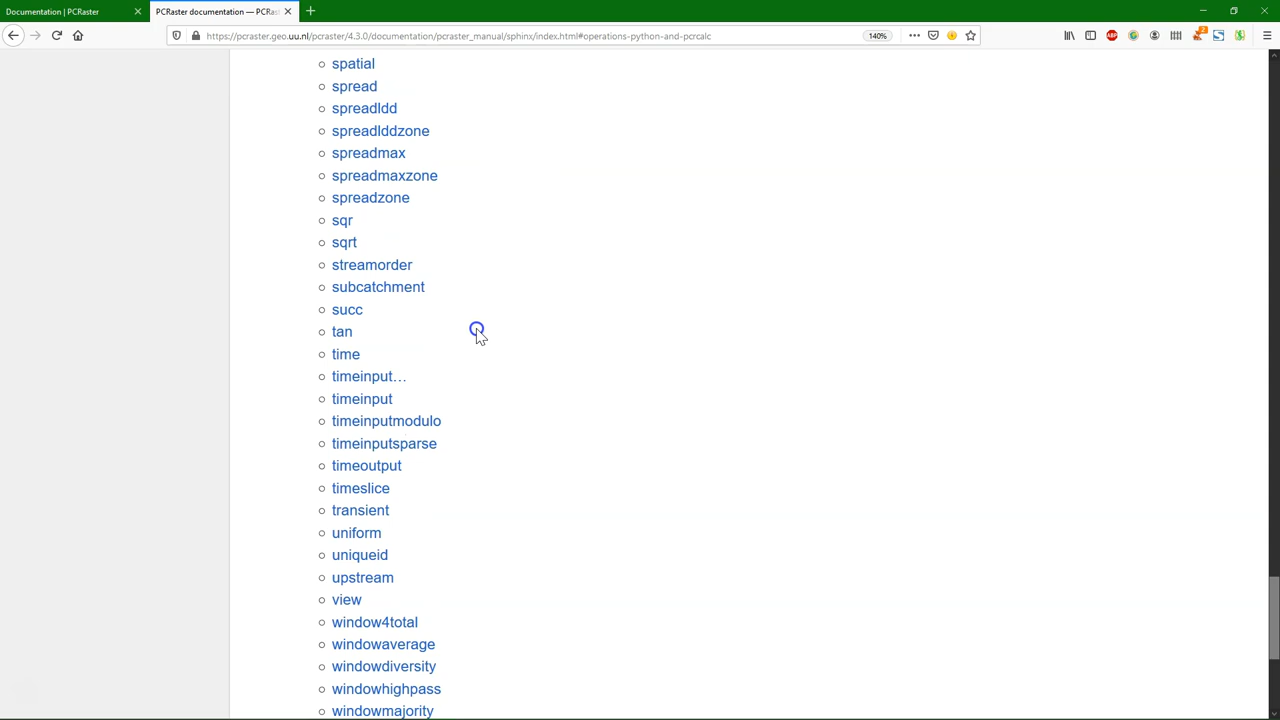 Documentation | PCRaster
PCRaster documentation — PCRas
https://pcraster.geo.uu.nl/pcraster/4.3.0/documentation/pcraster_manual/sphinx/index.html#operations-python-and-pcrcalc
140%
spatial
spread
spreadldd
spreadlddzone
spreadmax
spreadmaxzone
spreadzone
sqr
sqrt
streamorder
subcatchment
succ
tan
time
timeinput…
timeinput
timeinputmodulo
timeinputsparse
timeoutput
timeslice
transient
uniform
uniqueid
upstream
view
window4total
windowaverage
windowdiversity
windowhighpass
windowmajority